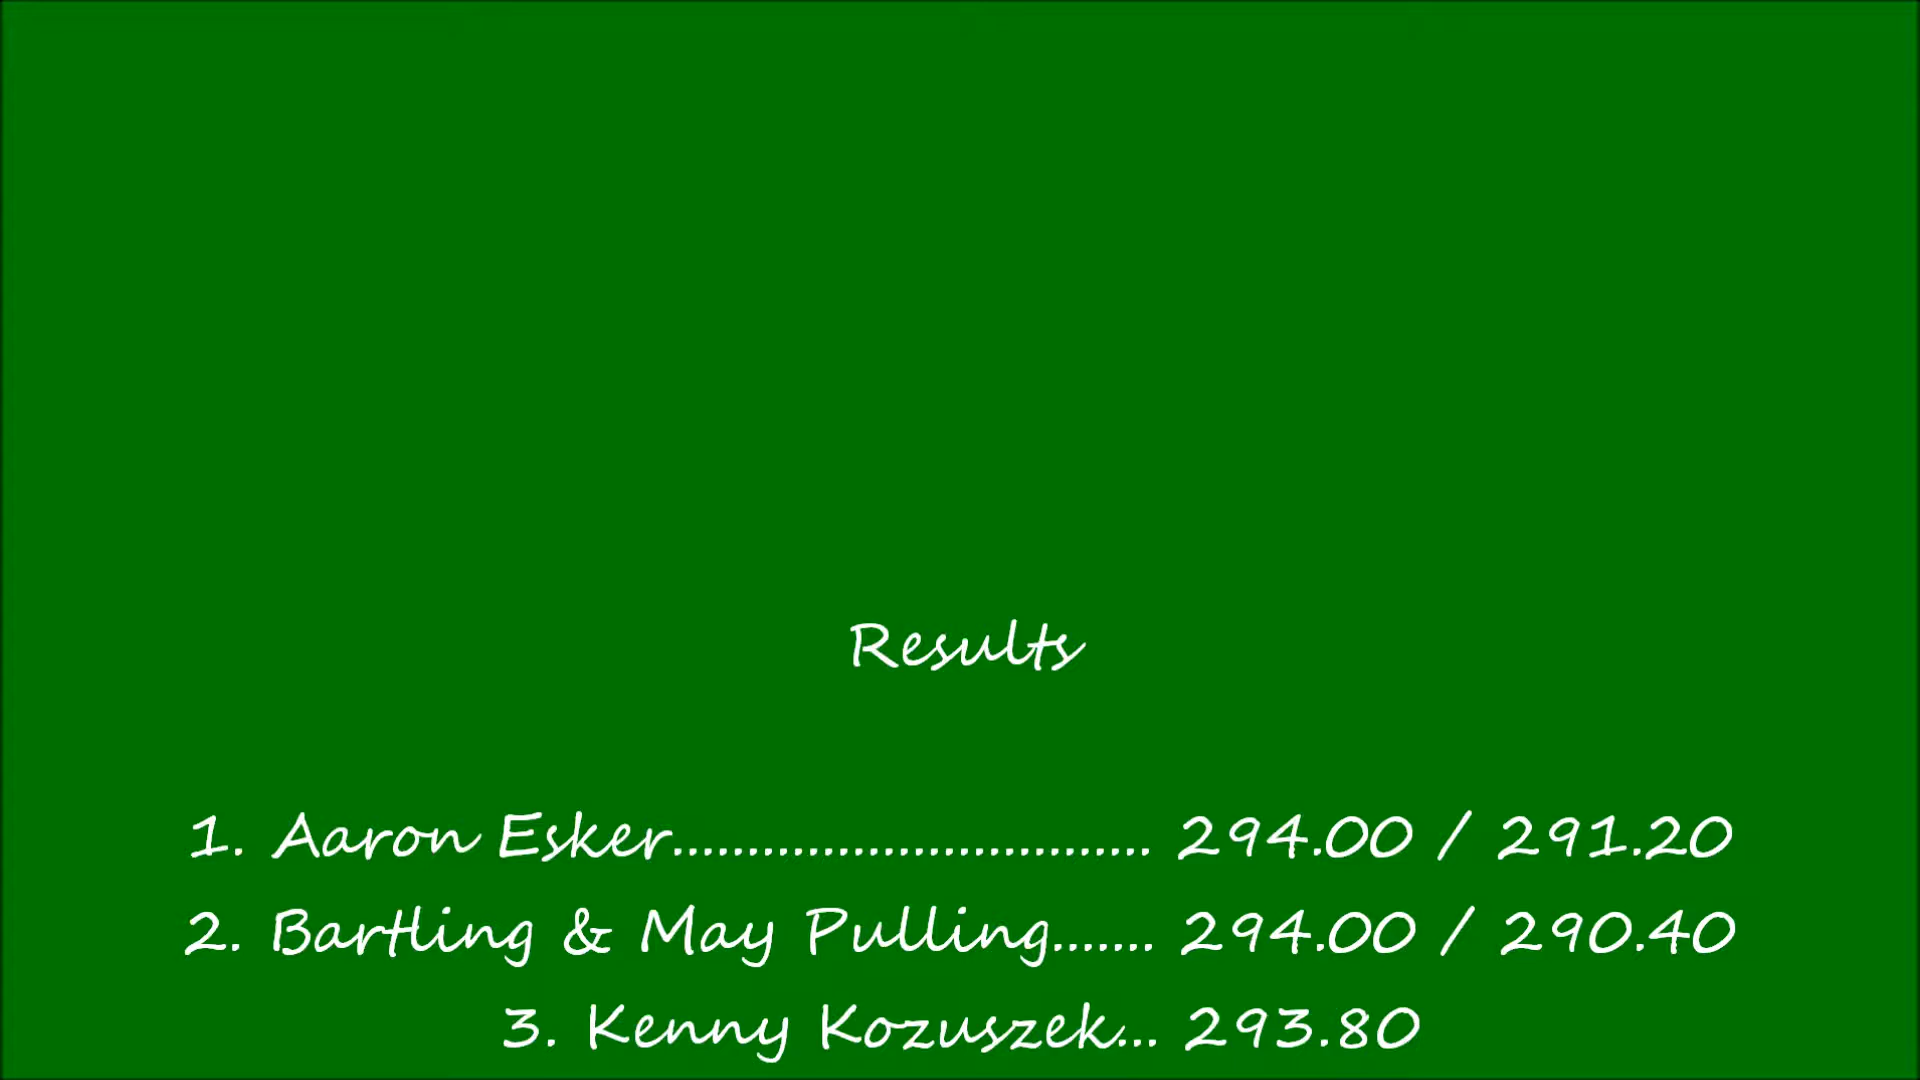 Results
1. Aaron Esker................................ 294.00 / 291.20
2. Bartling & May Pulling....... 294.00 / 290.40
3. Kenny Kozuszek... 293.80